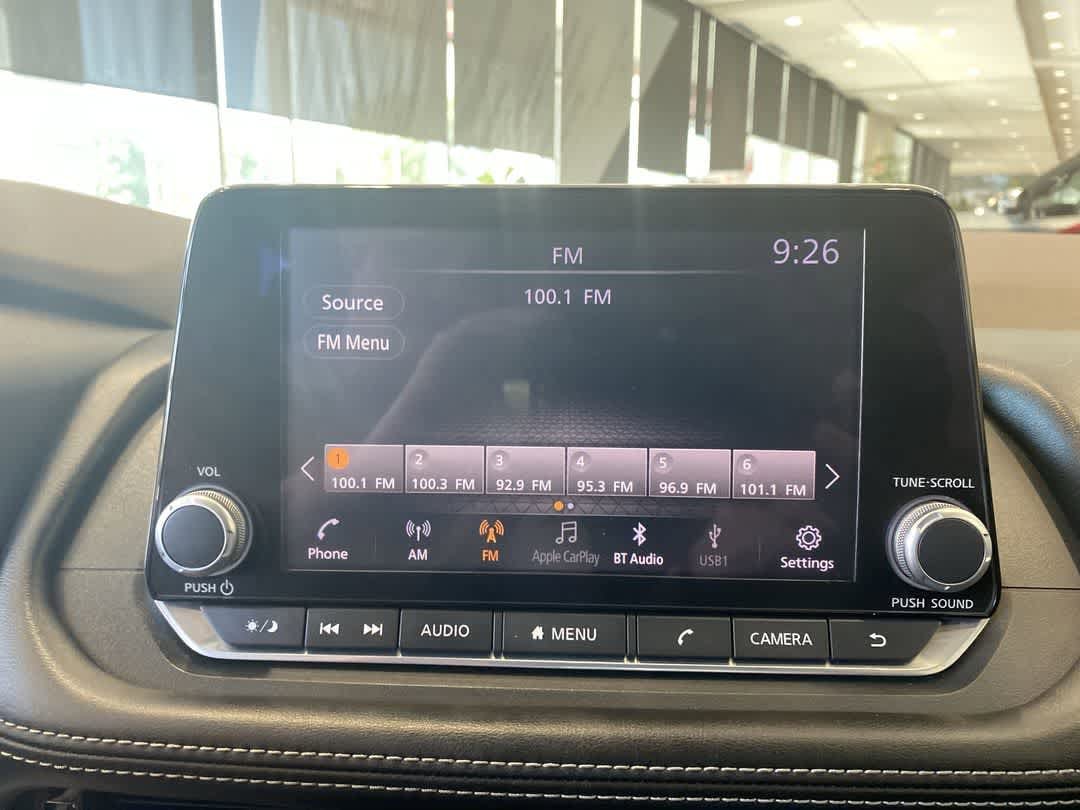 FM
9:26
100.1 FM
Source
FM Menu
1
2
3
4
5
6
100.1 FM
100.3 FM
92.9 FM
95.3 FM
96.9 FM
101.1 FM
Phone
AM
FM
Apple CarPlay
BT Audio
USB1
Settings
VOL
PUSH
TUNE-SCROLL
PUSH SOUND
AUDIO
MENU
CAMERA